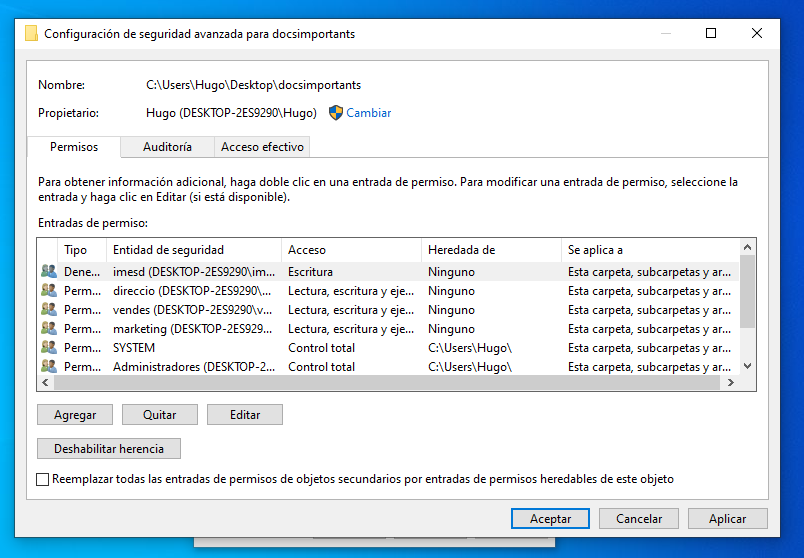 Configuración de seguridad avanzada para docsimportants
Nombre: C:\Users\Hugo\Desktop\docsimportants
Propietario: Hugo (DESKTOP-2ES9290\Hugo) Cambiar
Permisos Auditoría Acceso efectivo
Para obtener información adicional, haga doble clic en una entrada de permiso. Para modificar una entrada de permiso, seleccione la
entrada y haga clic en Editar (si está disponible).
Entradas de permiso:
Tipo Entidad de seguridad Acceso Heredada de Se aplica a
Dene... imesd (DESKTOP-2ES9290\im... Escritura Ninguno Esta carpeta, subcarpetas y ar...
Perm... direccio (DESKTOP-2ES9290\... Lectura, escritura y eje... Ninguno Esta carpeta, subcarpetas y ar...
Perm... vendes (DESKTOP-2ES9290\v... Lectura, escritura y eje... Ninguno Esta carpeta, subcarpetas y ar...
Perm... marketing (DESKTOP-2ES929... Lectura, escritura y eje... Ninguno Esta carpeta, subcarpetas y ar...
Perm... SYSTEM Control total C:\Users\Hugo\ Esta carpeta, subcarpetas y ar...
Perm... Administradores (DESKTOP-2... Control total C:\Users\Hugo\ Esta carpeta, subcarpetas y ar...
Agregar Quitar Editar
Deshabilitar herencia
Reemplazar todas las entradas de permisos de objetos secundarios por entradas de permisos heredables de este objeto
Aceptar Cancelar Aplicar